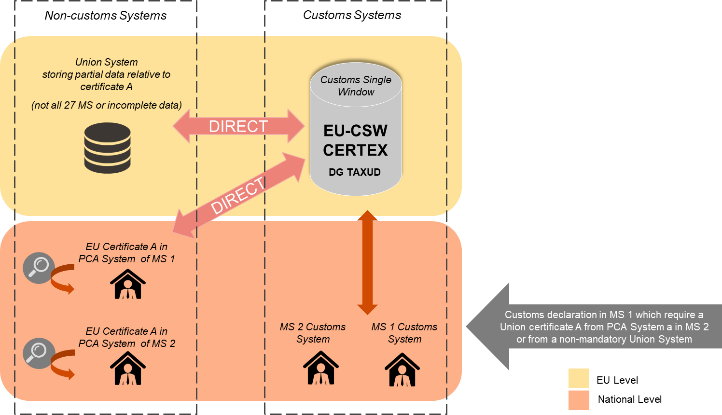 Non-customs Systems
Customs Systems
Union System
storing partial data relative to
certificate A
(not all 27 MS or incomplete data)
Customs Single
Window
EU-CSW
CERTEX
DG TAXUD
DIRECT
DIRECT
EU Certificate A in
PCA System of MS 1
EU Certificate A in
PCA System of MS 2
MS 2 Customs
System
MS 1 Customs
System
Customs declaration in MS 1 which require a
Union certificate A from PCA System a in MS 2
or from a non-mandatory Union System
EU Level
National Level